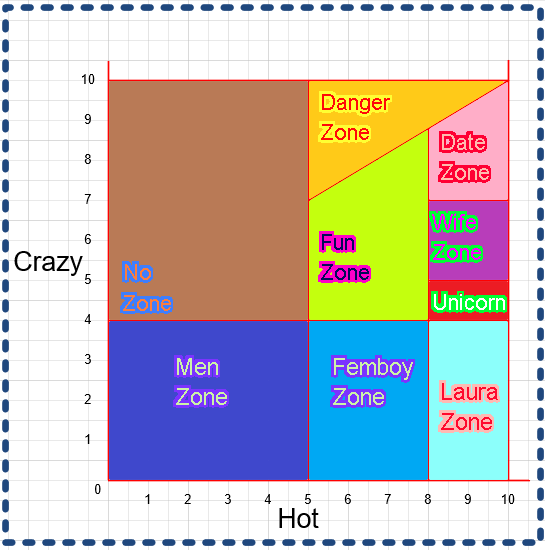 10
Danger
Zone
9
Date
Zone
8
7
Wife
Zone
6
Fun
Zone
Crazy
5
No
Zone
Unicorn
4
3
Men
Zone
Femboy
Zone
2
Laura
Zone
1
0
1 2 3 4 5 6 7 8 9 10
Hot